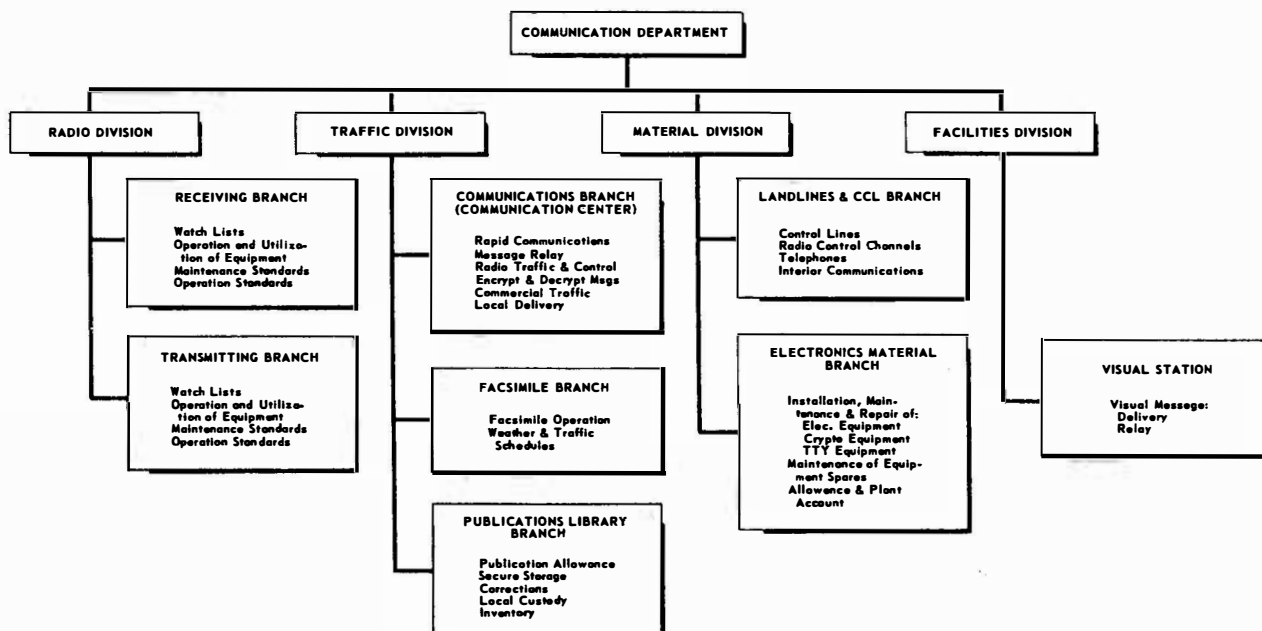 COMMUNICATION DEPARTMENT
RADIO DIVISION
TRAFFIC DIVISION
MATERIAL DIVISION
FACILITIES DIVISION
RECEIVING BRANCH
Watch Lists
Operation and Utiliza-
tion of Equipment
Maintenance Standards
Operation Standards
TRANSMITTING BRANCH
Watch Lists
Operation and Utiliza-
tion of Equipment
Maintenance Standards
Operation Standards
COMMUNICATIONS BRANCH
(COMMUNICATION CENTER)
Rapid Communications
Message Relay
Radio Traffic & Control
Encrypt & Decrypt Msgs
Commercial Traffic
Local Delivery
FACSIMILE BRANCH
Facsimile Operation
Weather & Traffic
Schedules
PUBLICATIONS LIBRARY
BRANCH
Publication Allowance
Secure Storage
Corrections
Local Custody
Inventory
LANDLINES & CCL BRANCH
Control Lines
Radio Control Channels
Telephones
Interior Communications
ELECTRONICS MATERIAL
BRANCH
Installation, Main-
tenance & Repair of:
Elec. Equipment
Crypto Equipment
TTY Equipment
Maintenance of Equip-
ment Spares
Allowance & Plant
Account
VISUAL STATION
Visual Message:
Delivery
Relay